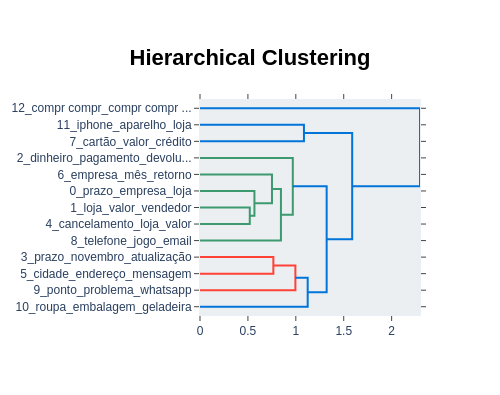 Hierarchical Clustering
12_compr compr_compr compr ...
11_iphone_aparelho_loja
7_cartão_valor_crédito
2_dinheiro_pagamento_devolu...
6_empresa_mês_retorno
0_prazo_empresa_loja
1_loja_valor_vendedor
4_cancelamento_loja_valor
8_telefone_jogo_email
3_prazo_novembro_atualização
5_cidade_endereço_mensagem
9_ponto_problema_whatsapp
10_roupa_embalagem_geladeira
0 0.5 1 1.5 2